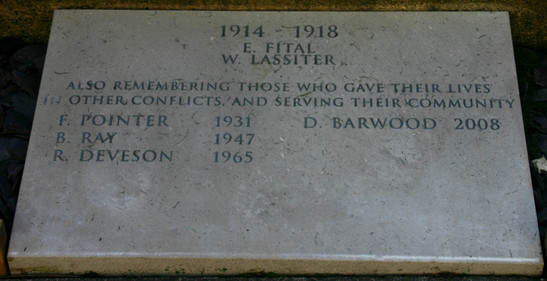 1914 - 1918
E. FITAL
W. LASSITER
ALSO REMEMBERING THOSE WHO GAVE THEIR LIVES
IN OTHER CONFLICTS, AND SERVING THEIR COMMUNITY
F. POINTER 1931 D. BARWOOD 2008
B. RAY 1947
R. DEVESON 1965